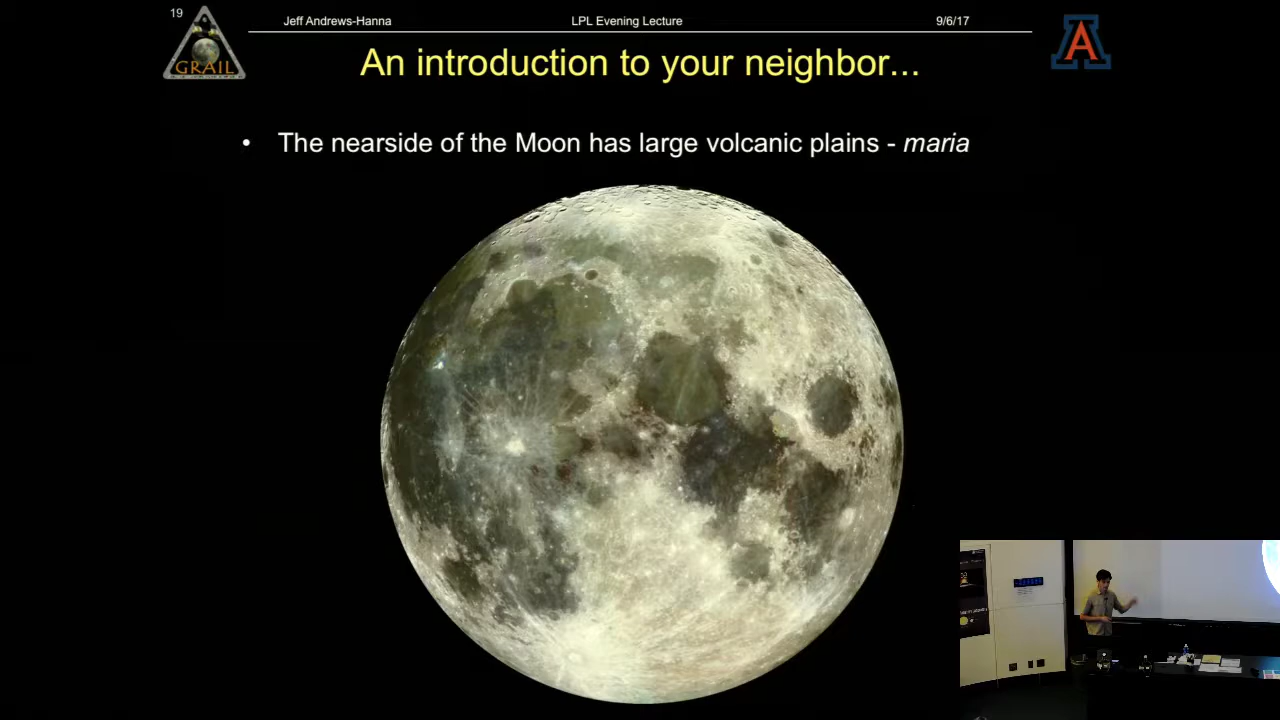 19
Jeff Andrews-Hanna
LPL Evening Lecture
9/6/17
GRAIL
A
An introduction to your neighbor...
• The nearside of the Moon has large volcanic plains - maria